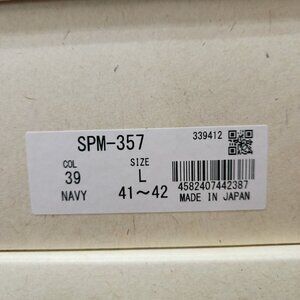 SPM-357 339412
COL SIZE
39 L
NAVY 41～42
4582407442387
MADE IN JAPAN